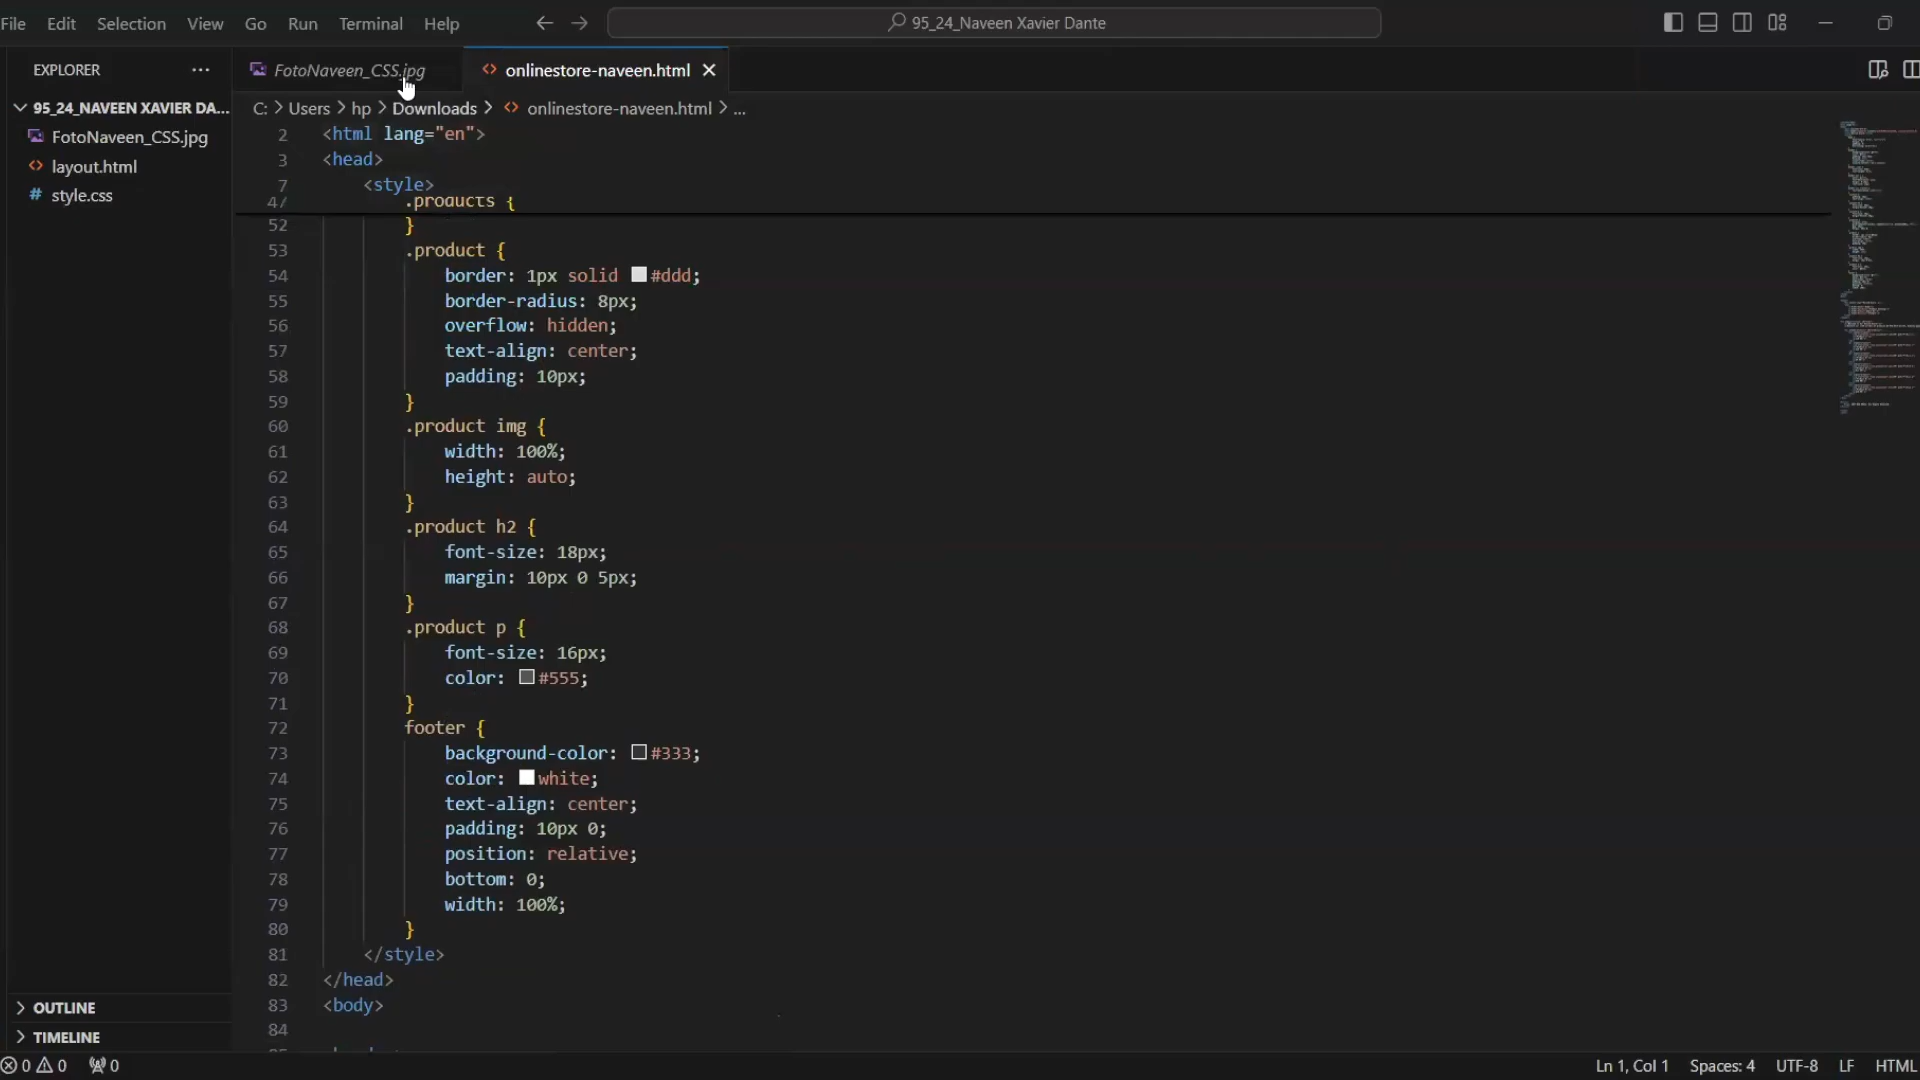 File Edit Selection View Go Run Terminal Help
95_24_Naveen Xavier Dante
EXPLORER ...
FotoNaveen_CSS.jpg
onlinestore-naveen.html
95_24_NAVEEN XAVIER DA...
C: > Users > hp > Downloads > onlinestore-naveen.html > ...
FotoNaveen_CSS.jpg
layout.html
# style.css
2 <html lang="en">
3 <head>
7 <style>
47 .products {
52 }
53 .product {
54 border: 1px solid #ddd;
55 border-radius: 8px;
56 overflow: hidden;
57 text-align: center;
58 padding: 10px;
59 }
60 .product img {
61 width: 100%;
62 height: auto;
63 }
64 .product h2 {
65 font-size: 18px;
66 margin: 10px 0 5px;
67 }
68 .product p {
69 font-size: 16px;
70 color: #555;
71 }
72 footer {
73 background-color: #333;
74 color: white;
75 text-align: center;
76 padding: 10px 0;
77 position: relative;
78 bottom: 0;
79 width: 100%;
80 }
81 </style>
82 </head>
83 <body>
84
OUTLINE
TIMELINE
0 0 0
Ln 1, Col 1 Spaces: 4 UTF-8 LF HTML